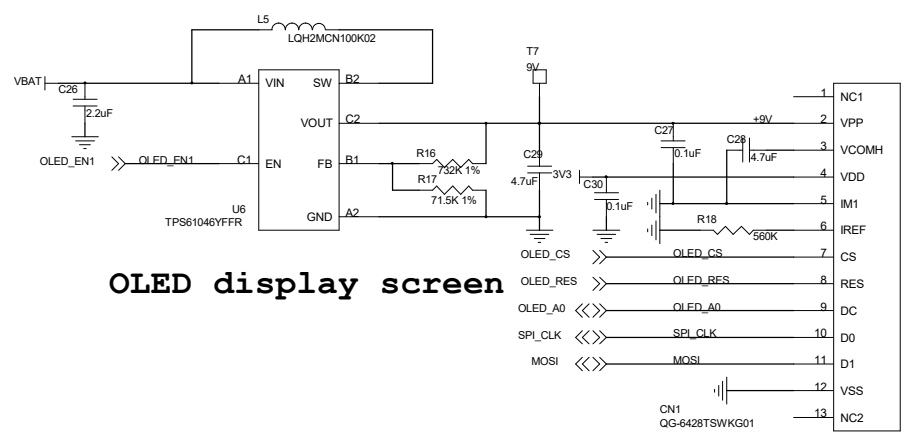 L5
LQH2MCN100K02
VBAT
C26
2.2uF
A1 VIN SW B2
VOUT C2
OLED_EN1 OLED_EN1 C1 EN FB B1
GND A2
U6
TPS61046YFFR
R16
732K 1%
R17
71.5K 1%
T7
9V
C29
4.7uF
3V3
C30
0.1uF
C27
0.1uF
+9V
C28
4.7uF
R18
560K
1 NC1
2 VPP
3 VCOMH
4 VDD
5 IM1
6 IREF
OLED_CS OLED_CS 7 CS
OLED_RES OLED_RES 8 RES
OLED_A0 OLED_A0 9 DC
SPI_CLK SPI_CLK 10 D0
MOSI MOSI 11 D1
12 VSS
13 NC2
CN1
QG-6428TSWKG01
OLED display screen